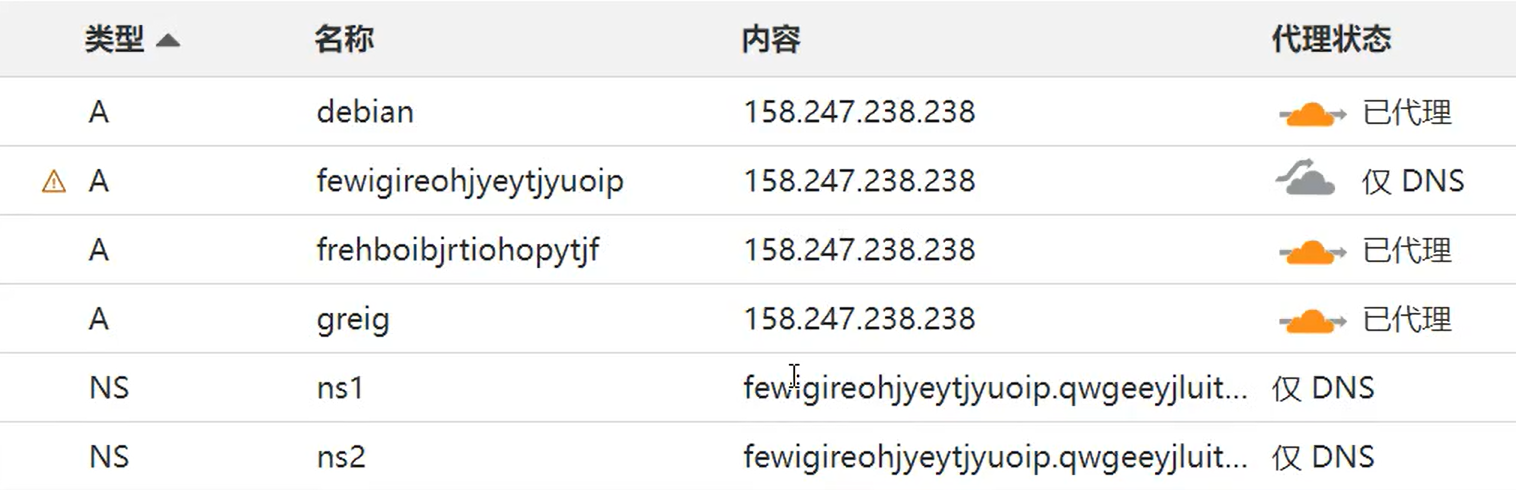 类型 名称 内容 代理状态
A debian 158.247.238.238 已代理
A fewigireohjyeytjyuoip 158.247.238.238 仅 DNS
A frehboibjrtiohopytjf 158.247.238.238 已代理
A greig 158.247.238.238 已代理
NS ns1 fewigireohjyeytjyuoip.qwgeeyjluit... 仅 DNS
NS ns2 fewigireohjyeytjyuoip.qwgeeyjluit... 仅 DNS